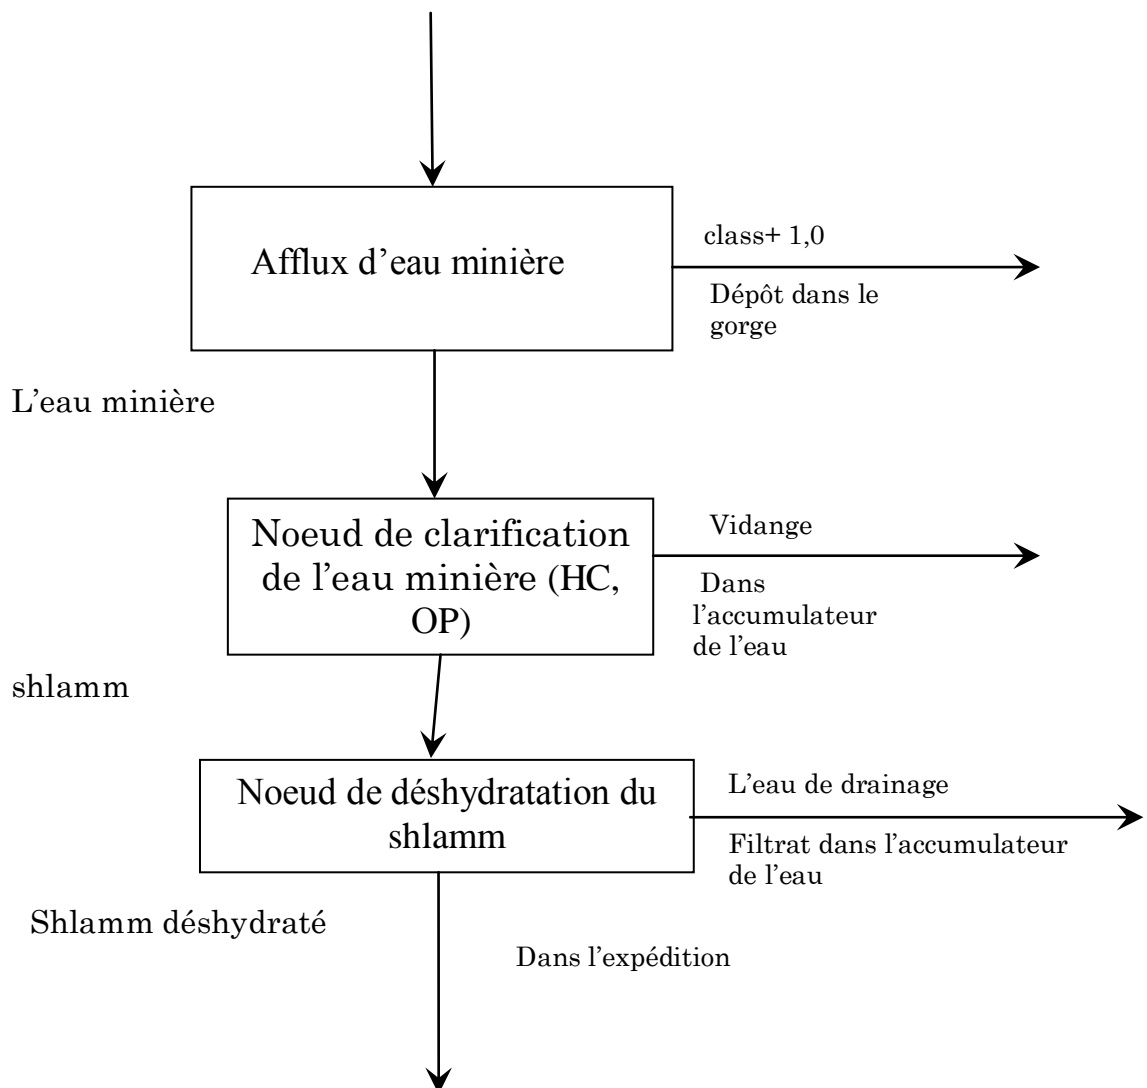 Afflux d’eau minière
class+ 1,0
Dépôt dans le
gorge
L’eau minière
Noeud de clarification
de l’eau minière (HC,
OP)
Vidange
Dans
l’accumulateur
de l’eau
shlamm
Noeud de déshydratation du
shlamm
L’eau de drainage
Filtrat dans l’accumulateur
de l’eau
Shlamm déshydraté
Dans l’expédition